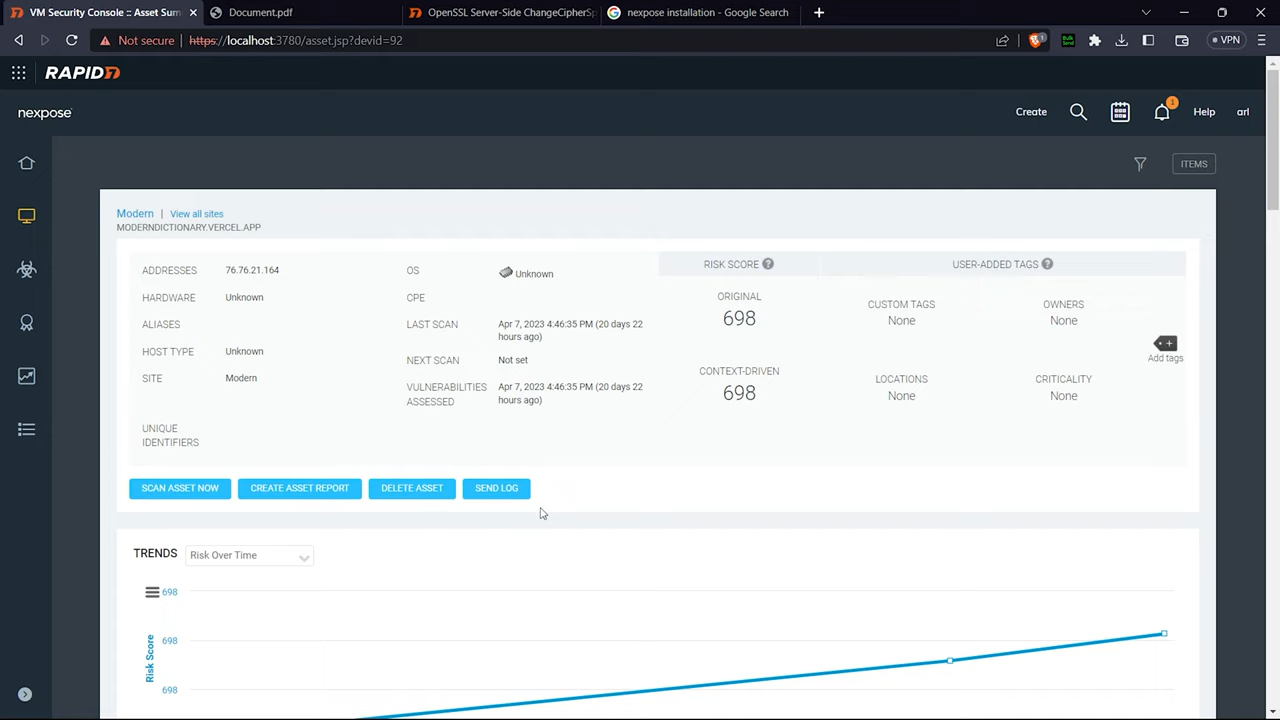 VM Security Console :: Asset Sum
Document.pdf
OpenSSL Server-Side ChangeCipherSp
nexpose installation - Google Search
Not secure
https://localhost:3780/asset.jsp?devid=92
1
Bulk Send
VPN
RAPID7
nexpose
Create
1
Help
arl
ITEMS
Modern | View all sites
MODERNDICTIONARY.VERCEL.APP
ADDRESSES 76.76.21.164
HARDWARE Unknown
ALIASES
HOST TYPE Unknown
SITE Modern
UNIQUE
IDENTIFIERS
OS Unknown
CPE
LAST SCAN Apr 7, 2023 4:46:35 PM (20 days 22
hours ago)
NEXT SCAN Not set
VULNERABILITIES Apr 7, 2023 4:46:35 PM (20 days 22
ASSESSED hours ago)
RISK SCORE ?
USER-ADDED TAGS ?
ORIGINAL
698
CONTEXT-DRIVEN
698
CUSTOM TAGS
None
OWNERS
None
LOCATIONS
None
CRITICALITY
None
Add tags
SCAN ASSET NOW
CREATE ASSET REPORT
DELETE ASSET
SEND LOG
TRENDS Risk Over Time
698
698
698
Risk Score